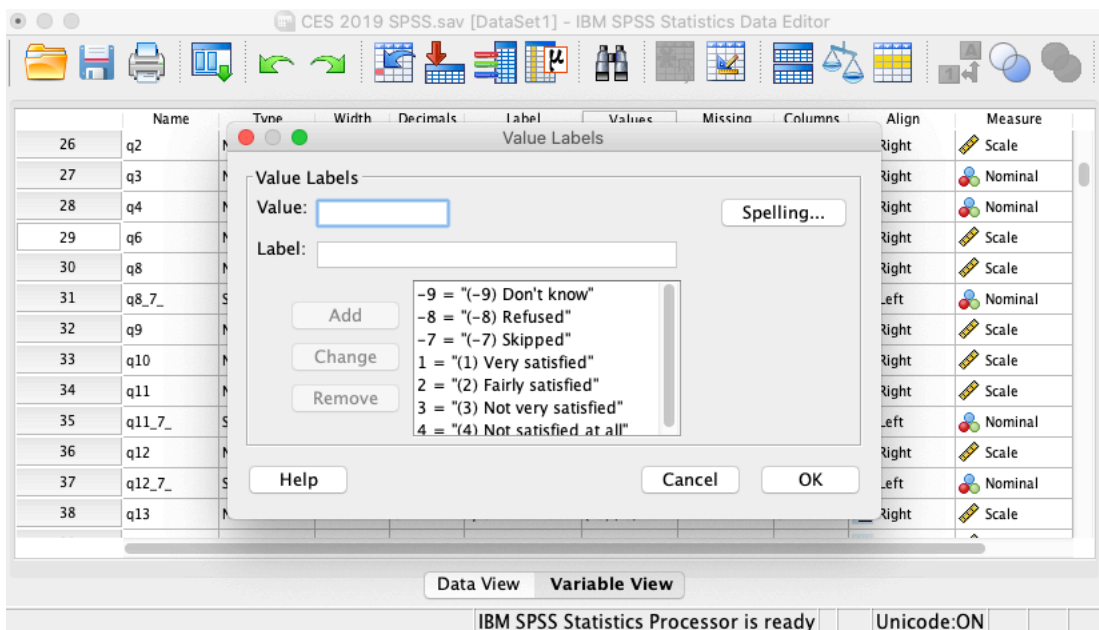 CES 2019 SPSS.sav [DataSet1] - IBM SPSS Statistics Data Editor
Name Type Width Decimals Label Values Missing Columns Align Measure
Value Labels
26 q2 N Right Scale
27 q3 N Right Nominal
28 q4 N Right Nominal
29 q6 N Right Scale
30 q8 N Right Scale
31 q8_7_ S Left Nominal
32 q9 N Right Scale
33 q10 N Right Scale
34 q11 N Right Scale
35 q11_7_ S Left Nominal
36 q12 N Right Scale
37 q12_7_ S Left Nominal
38 q13 N Right Scale
Value Labels
Value:
Spelling...
Label:
-9 = "(-9) Don't know"
-8 = "(-8) Refused"
-7 = "(-7) Skipped"
1 = "(1) Very satisfied"
2 = "(2) Fairly satisfied"
3 = "(3) Not very satisfied"
4 = "(4) Not satisfied at all"
Add
Change
Remove
Help Cancel OK
Data View Variable View
IBM SPSS Statistics Processor is ready Unicode:ON